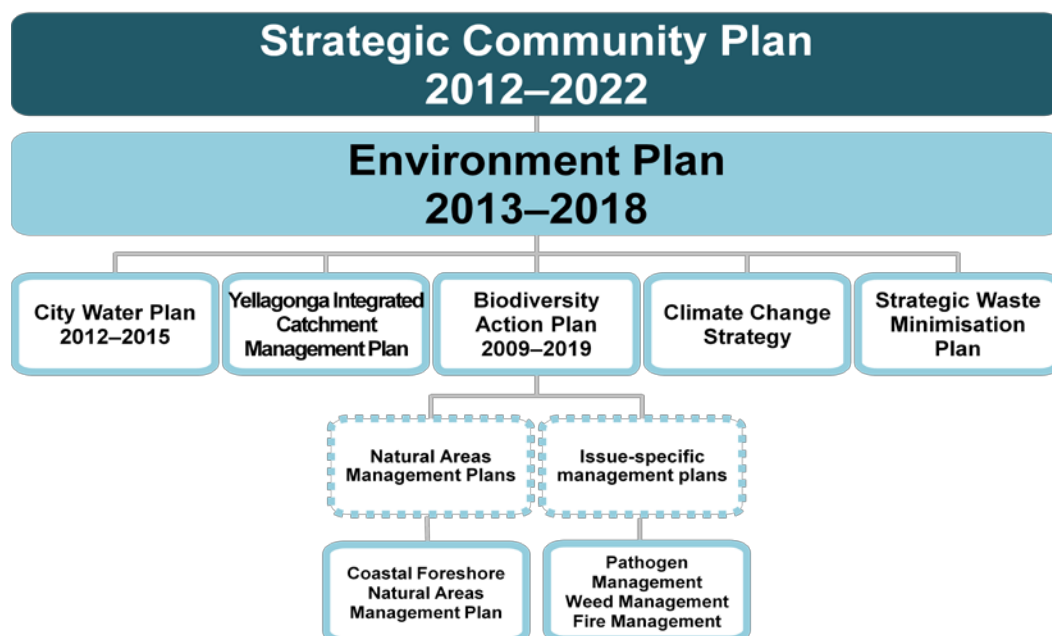 Strategic Community Plan
2012–2022
Environment Plan
2013–2018
City Water Plan
2012–2015
Yellagonga Integrated
Catchment
Management Plan
Biodiversity
Action Plan
2009–2019
Climate Change
Strategy
Strategic Waste
Minimisation
Plan
Natural Areas
Management Plans
Issue-specific
management plans
Coastal Foreshore
Natural Areas
Management Plan
Pathogen
Management
Weed Management
Fire Management